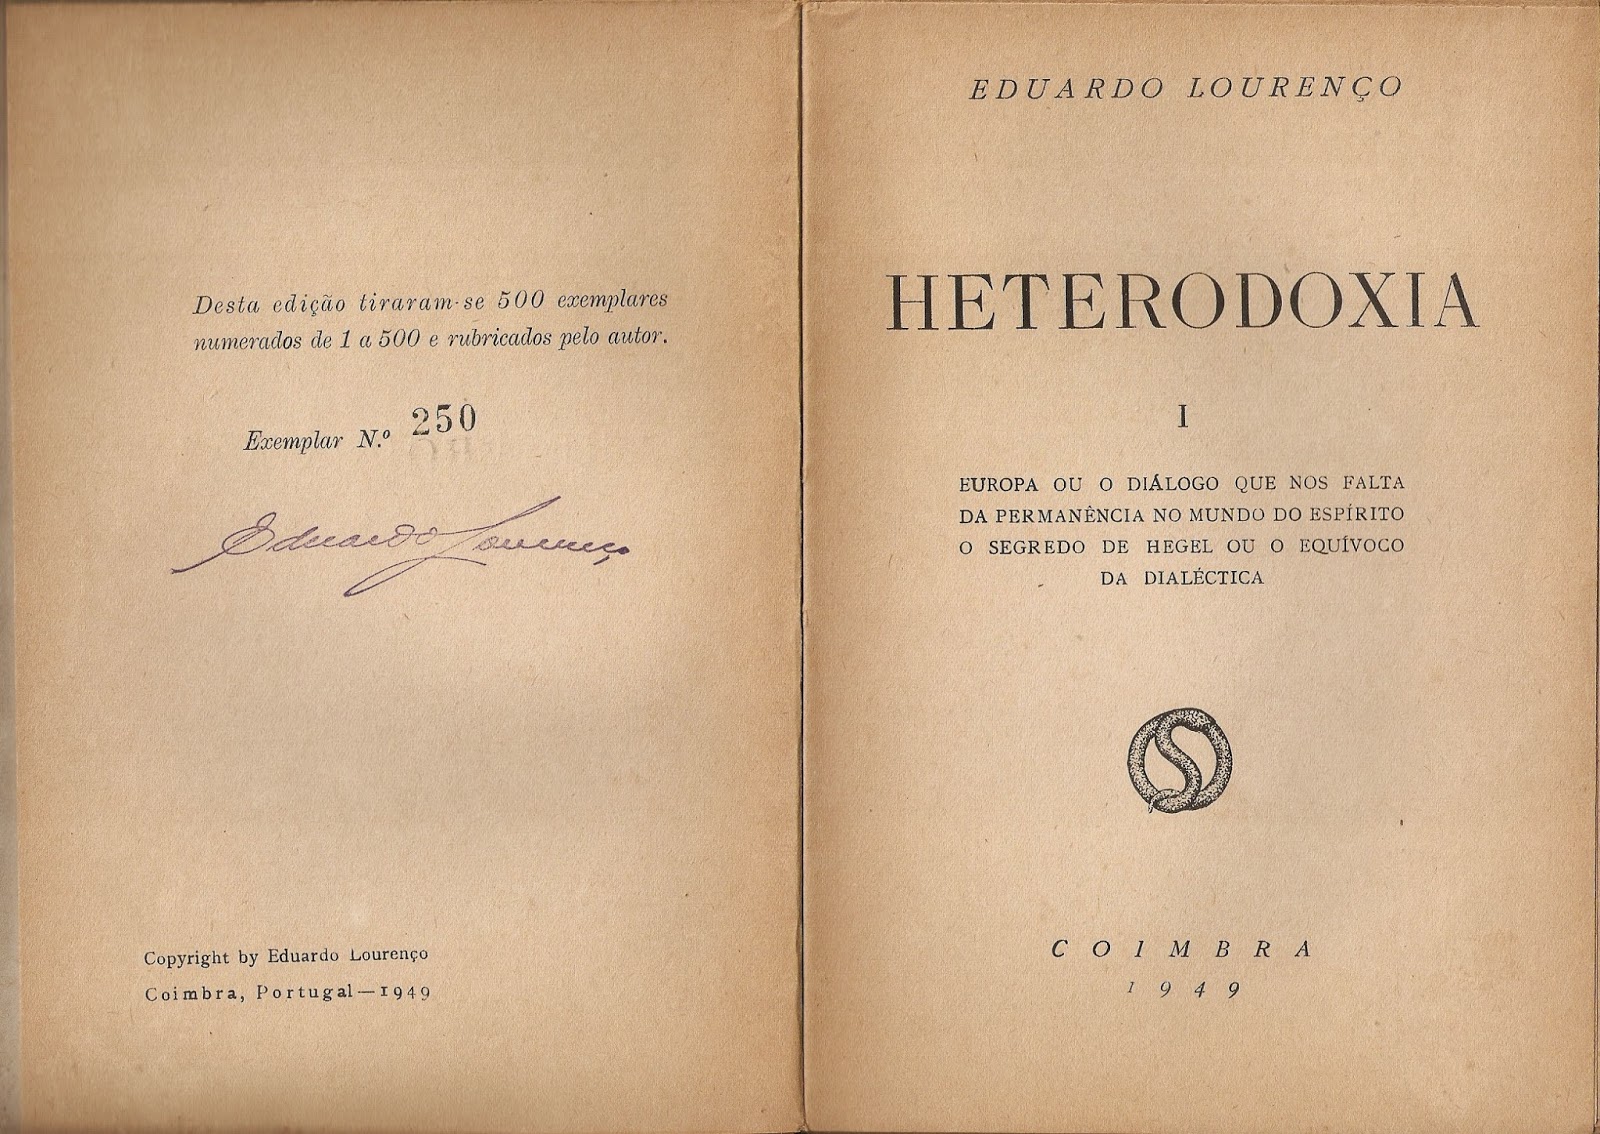 Desta edição tiraram-se 500 exemplares
numerados de 1 a 500 e rubricados pelo autor.
Exemplar N.º 250
Eduardo Lourenço
Copyright by Eduardo Lourenço
Coimbra, Portugal—1949
EDUARDO LOURENÇO
HETERODOXIA
I
EUROPA OU O DIÁLOGO QUE NOS FALTA
DA PERMANÊNCIA NO MUNDO DO ESPÍRITO
O SEGREDO DE HEGEL OU O EQUÍVOCO
DA DIALÉCTICA
COIMBRA
1949